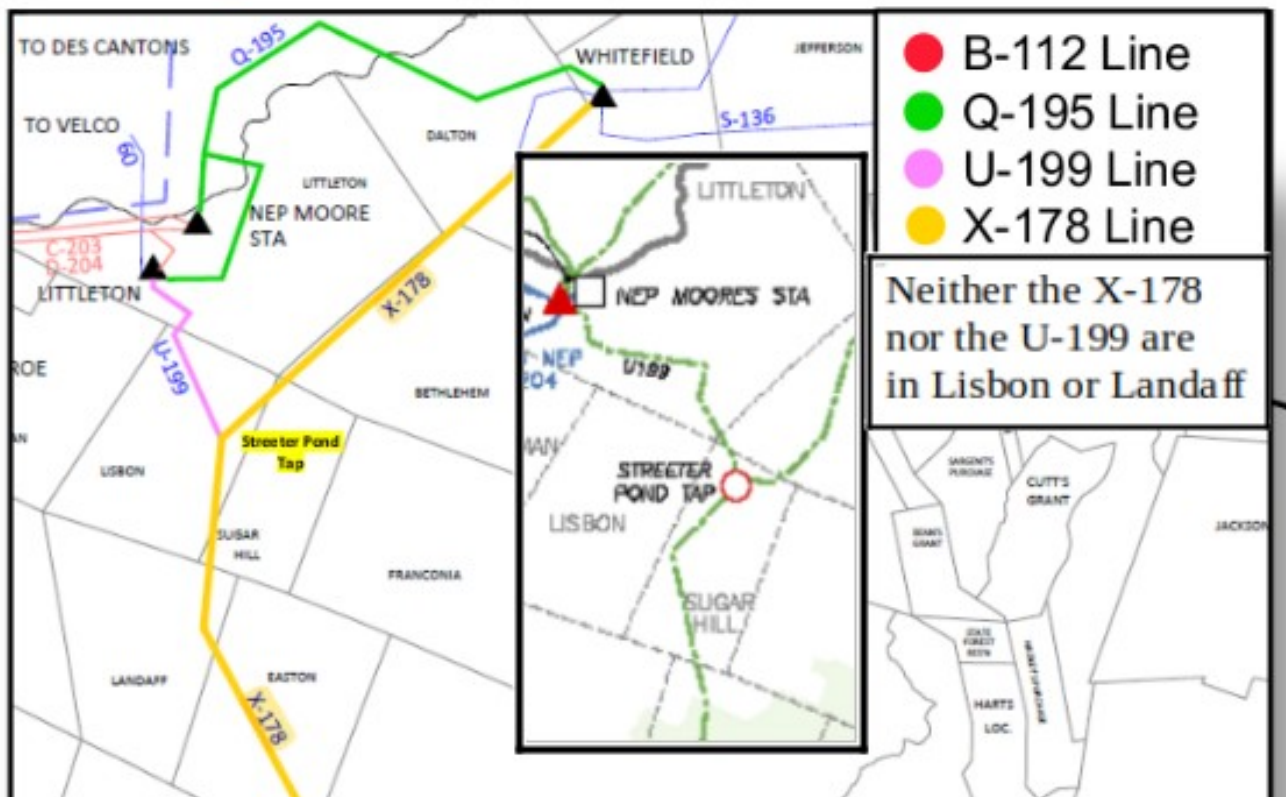 TO DES CANTONS
Q-195
WHITEFIELD
JEFFERSON
TO VELCO
60
DALTON
S-136
LITTLETON
NEP MOORE
STA
C-203
D-204
LITTLETON
X-178
U-199
ROE
BETHLEHEM
Streeter Pond
Tap
LISBON
SUGAR
HILL
FRANCONIA
LANDAFF
EASTON
X-178
LITTLETON
NEP MOORES STA
NEP
204
U199
MAN
STREETER
POND TAP
LISBON
SUGAR
HILL
B-112 Line
Q-195 Line
U-199 Line
X-178 Line
Neither the X-178
nor the U-199 are
in Lisbon or Landaff
SARGENTS
PURCHASE
CUTT'S
GRANT
BEAN'S
GRANT
JACKSON
HARTS
LOC.